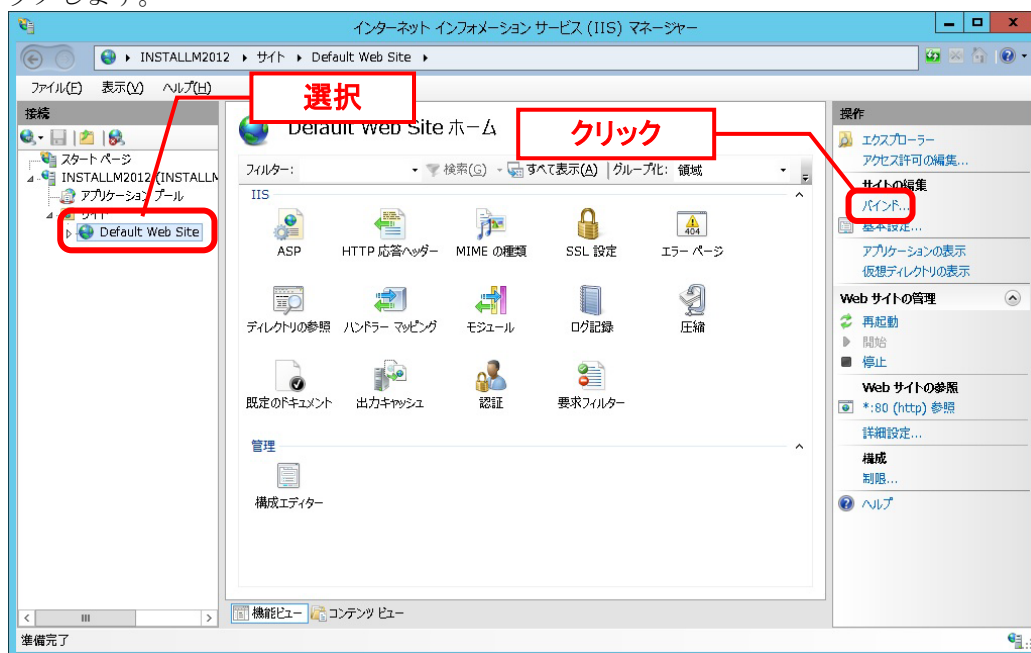 ックします。
インターネット インフォメーション サービス (IIS) マネージャー
INSTALLM2012 ▸ サイト ▸ Default Web Site ▸
ファイル(F) 表示(V) ヘルプ(H)
選択
クリック
接続
スタート ページ
INSTALLM2012 (INSTALLM
アプリケーション プール
サイト
Default Web Site
Default Web Site ホーム
フィルター: 検索(G) すべて表示(A) グループ化: 領域
IIS
ASP HTTP 応答ヘッダー MIME の種類 SSL 設定 エラー ページ
404
ディレクトリの参照 ハンドラー マッピング モジュール ログ記録 圧縮
既定のドキュメント 出力キャッシュ 認証 要求フィルター
管理
構成エディター
機能ビュー コンテンツ ビュー
準備完了
操作
エクスプローラー
アクセス許可の編集...
サイトの編集
バインド...
基本設定...
アプリケーションの表示
仮想ディレクトリの表示
Web サイトの管理
再起動
開始
停止
Web サイトの参照
*:80 (http) 参照
詳細設定...
構成
制限...
ヘルプ